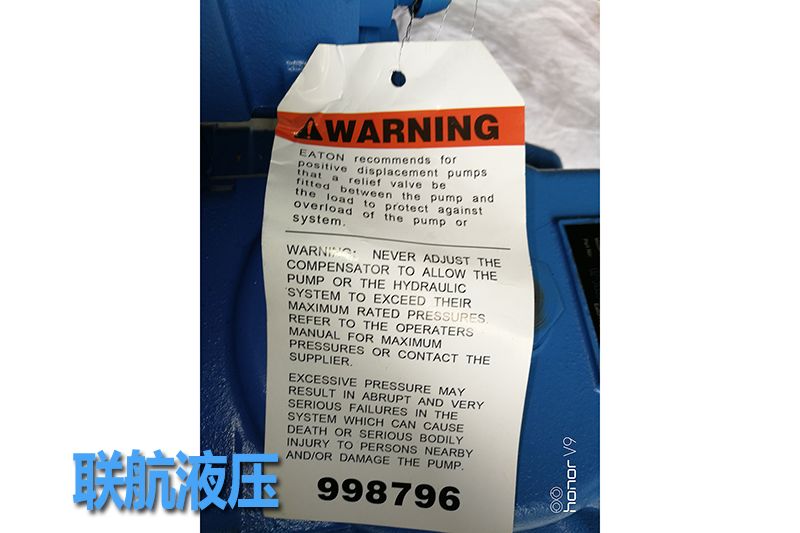 WARNING
EATON recommends for
positive displacement pumps
that a relief valve be
fitted between the pump and
the load to protect against
overload of the pump or
system.
WARNING: NEVER ADJUST THE
COMPENSATOR TO ALLOW THE
PUMP OR THE HYDRAULIC
SYSTEM TO EXCEED THEIR
MAXIMUM RATED PRESSURES.
REFER TO THE OPERATERS
MANUAL FOR MAXIMUM
PRESSURES OR CONTACT THE
SUPPLIER.
EXCESSIVE PRESSURE MAY
RESULT IN ABRUPT AND VERY
SERIOUS FAILURES IN THE
SYSTEM WHICH CAN CAUSE
DEATH OR SERIOUS BODILY
INJURY TO PERSONS NEARBY
AND/OR DAMAGE THE PUMP.
998796
联航液压
honor V9